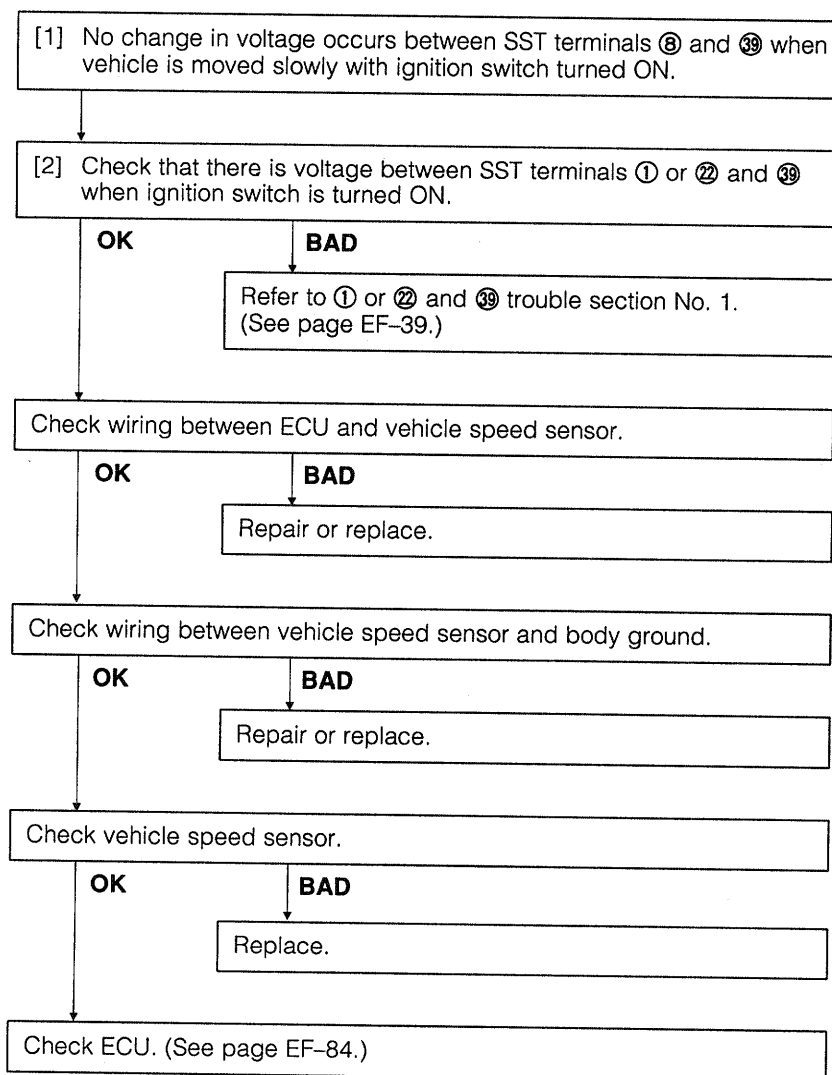 [1] No change in voltage occurs between SST terminals ⑧ and ㊴ when
vehicle is moved slowly with ignition switch turned ON.
[2] Check that there is voltage between SST terminals ① or ㉒ and ㊴
when ignition switch is turned ON.
OK BAD
Refer to ① or ㉒ and ㊴ trouble section No. 1.
(See page EF–39.)
Check wiring between ECU and vehicle speed sensor.
OK BAD
Repair or replace.
Check wiring between vehicle speed sensor and body ground.
OK BAD
Repair or replace.
Check vehicle speed sensor.
OK BAD
Replace.
Check ECU. (See page EF–84.)